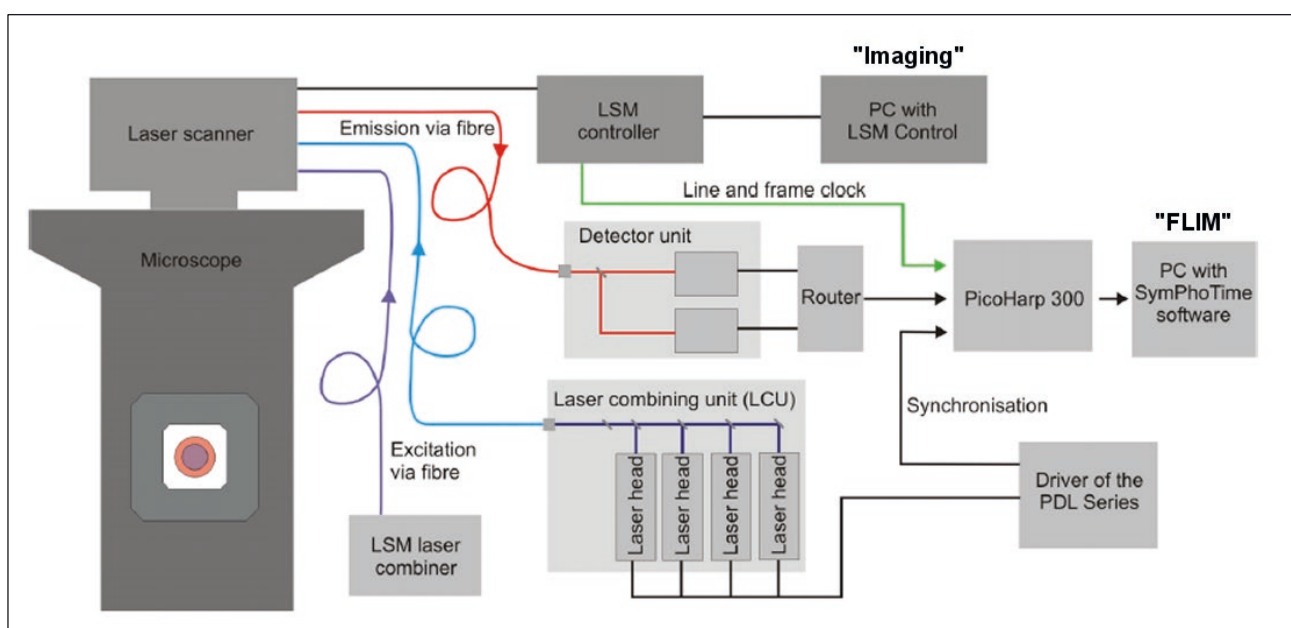 "Imaging"
Laser scanner
LSM
controller
PC with
LSM Control
Emission via fibre
Line and frame clock
"FLIM"
Detector unit
Microscope
Router
PicoHarp 300
PC with
SymPhoTime
software
Laser combining unit (LCU)
Synchronisation
Excitation
via fibre
Laser head
Laser head
Laser head
Laser head
Driver of the
PDL Series
LSM laser
combiner